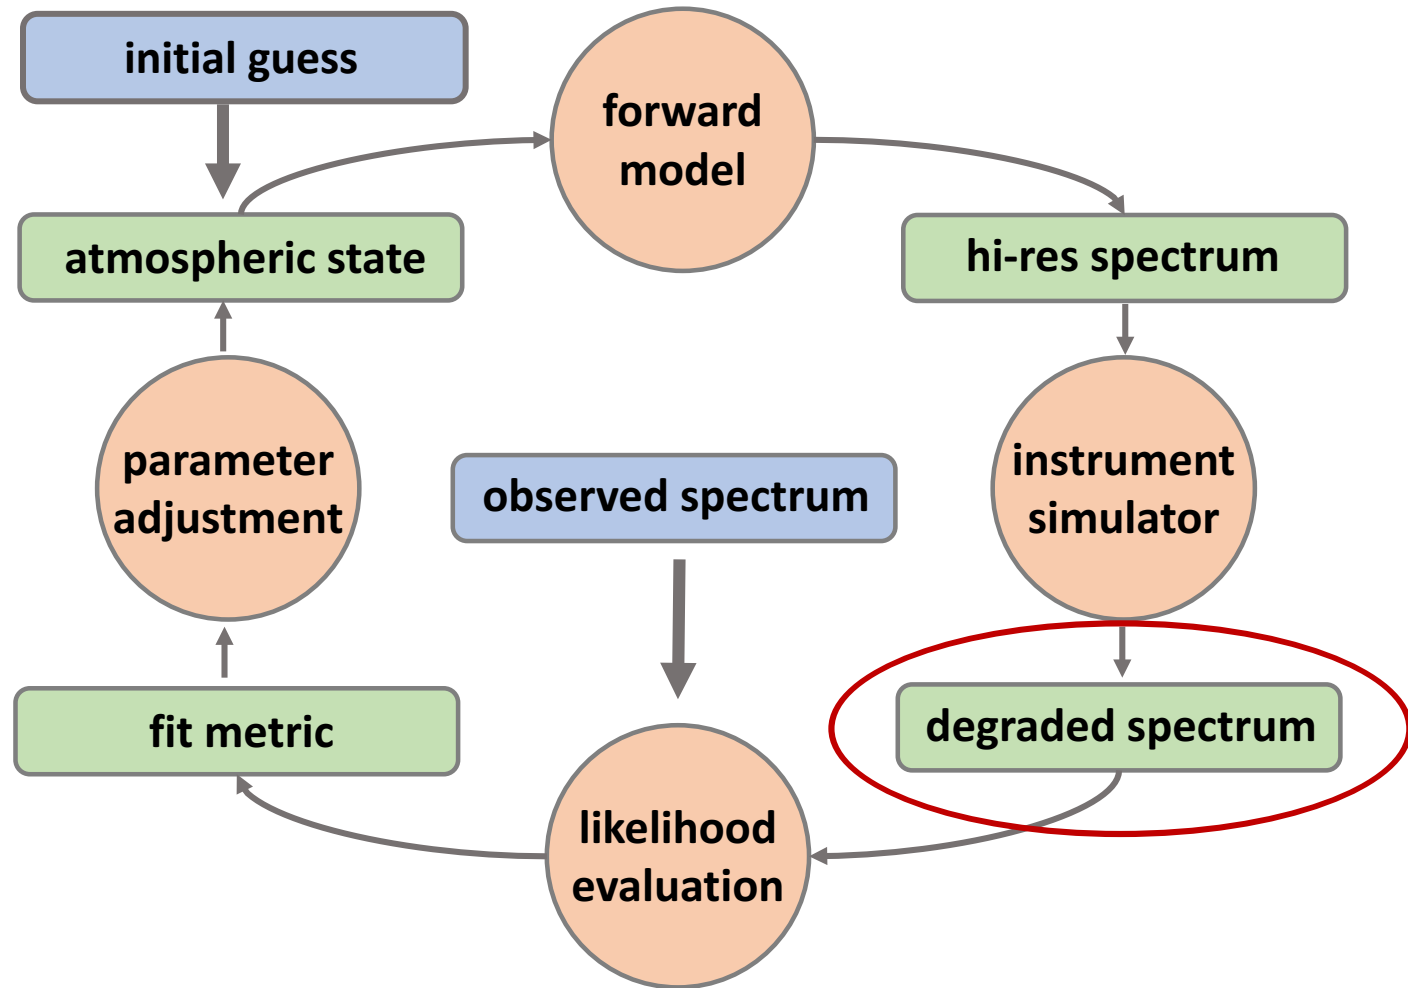 initial guess
forward
model
atmospheric state
hi-res spectrum
parameter
adjustment
observed spectrum
instrument
simulator
fit metric
degraded spectrum
likelihood
evaluation